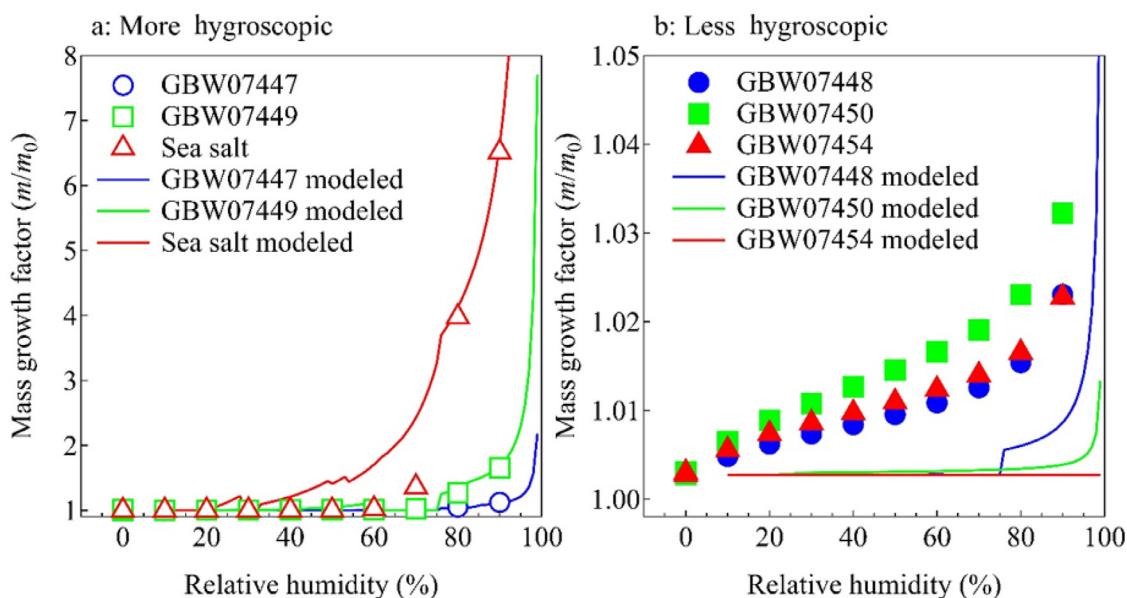 a: More hygroscopic
8
7
6
5
4
3
2
1
Mass growth factor (m/m₀)
GBW07447
GBW07449
Sea salt
GBW07447 modeled
GBW07449 modeled
Sea salt modeled
0 20 40 60 80 100
Relative humidity (%)
b: Less hygroscopic
1.05
1.04
1.03
1.02
1.01
1.00
Mass growth factor (m/m₀)
GBW07448
GBW07450
GBW07454
GBW07448 modeled
GBW07450 modeled
GBW07454 modeled
0 20 40 60 80 100
Relative humidity (%)